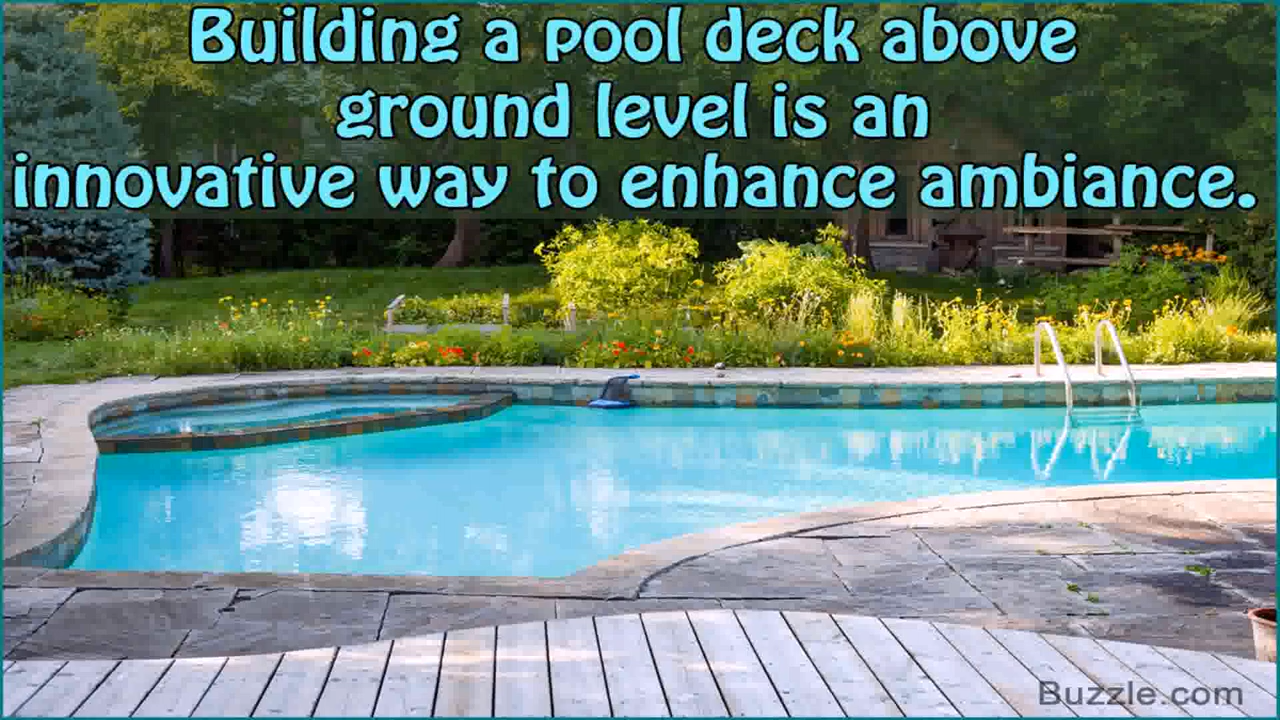 Building a pool deck above
ground level is an
innovative way to enhance ambiance.
Buzzle.com